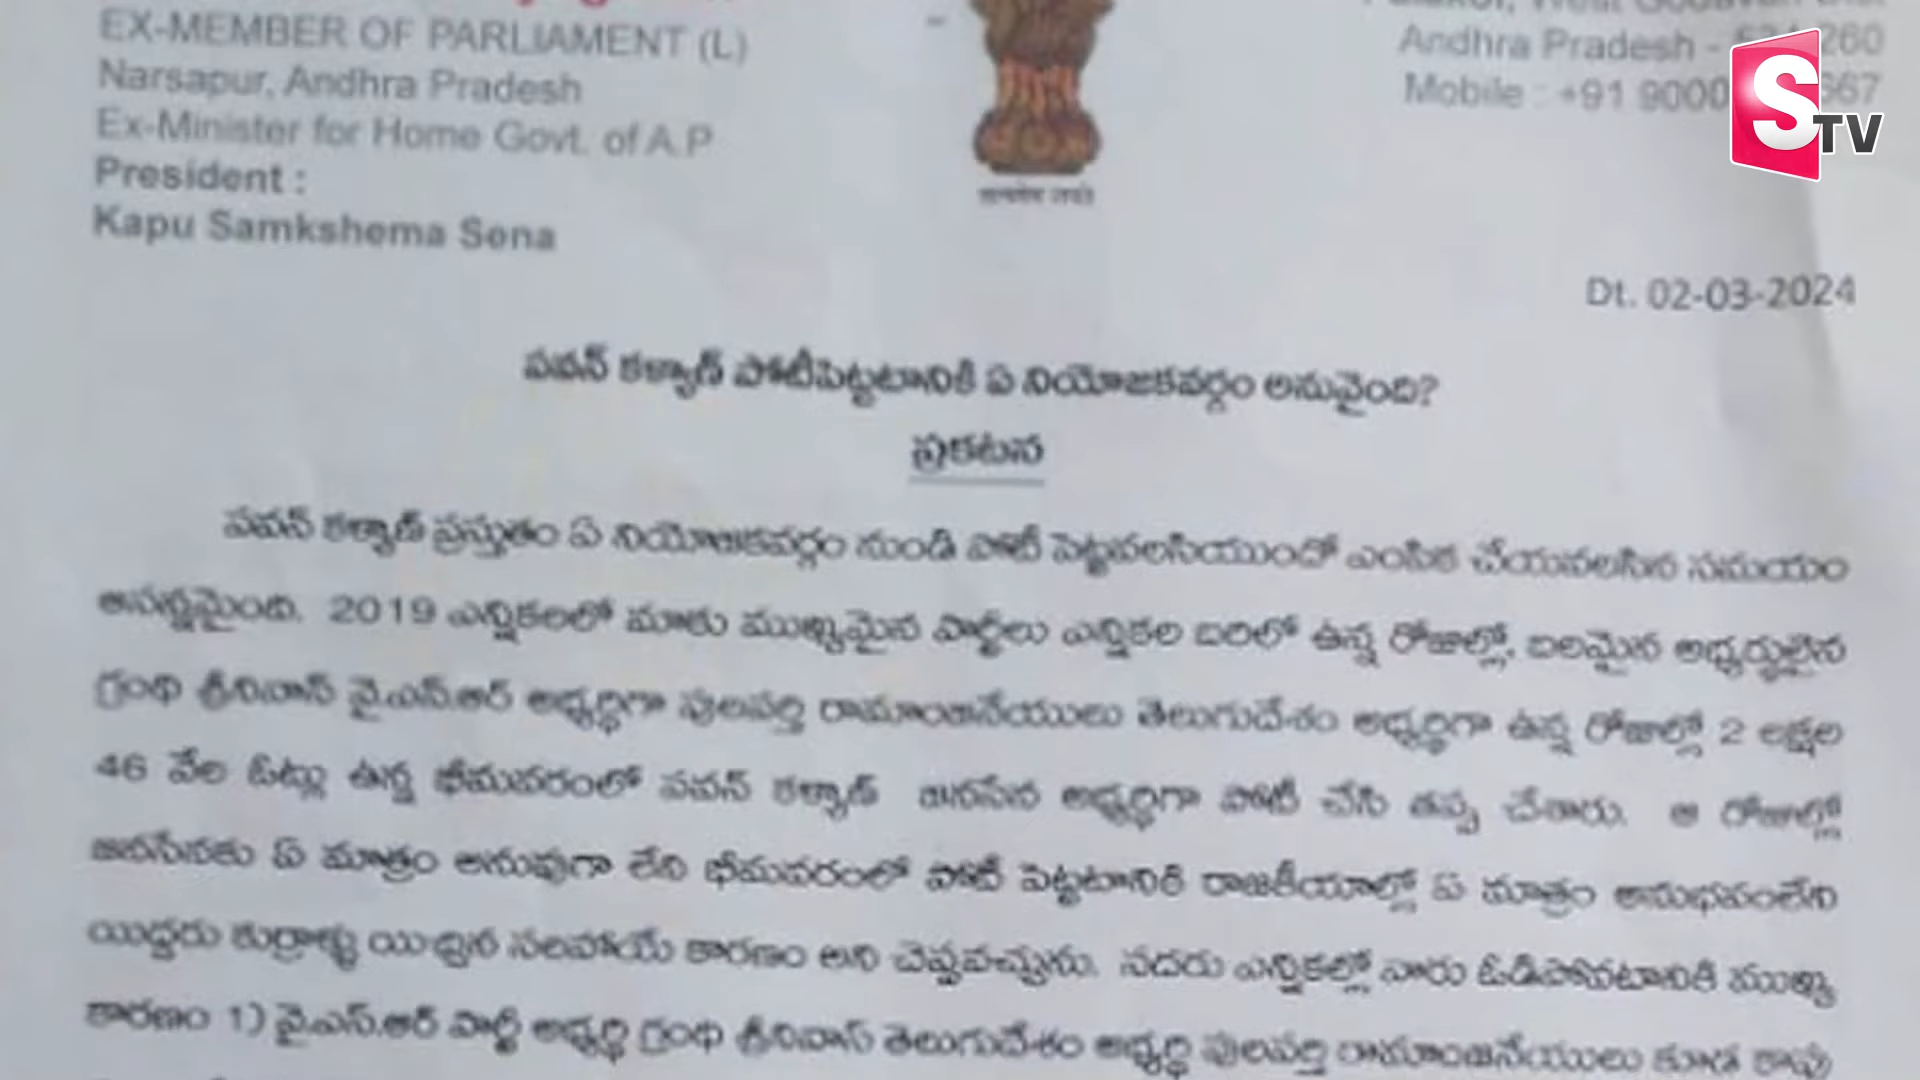 EX-MEMBER OF PARLIAMENT (L)
Narsapur, Andhra Pradesh
Ex-Minister for Home Govt. of A.P
President :
Kapu Samkshema Sena
Andhra Pradesh - 260
Mobile : +91 9000 667
STV
Dt. 02-03-2024
పవన్ కళ్యాణ్ పోటీపెట్టటానికి ఏ నియోజకవర్గం అనువైంది?
ప్రకటన
పవన్ కళ్యాణ్ ప్రస్తుతం ఏ నియోజకవర్గం నుండి పోటీ పెట్టవలసియుందో ఎంపిక చేయవలసిన సమయం
ఆసన్నమైంది. 2019 ఎన్నికలలో మాకు ముఖ్యమైన పార్టీలు ఎన్నికల బరిలో ఉన్న రోజుల్లో, బలమైన అభ్యర్థులైన
గ్రంథి శ్రీనివాస్ వై.ఎస్.ఆర్ అభ్యర్థిగా పులపర్తి రామాంజనేయులు తెలుగుదేశం అభ్యర్థిగా ఉన్న రోజుల్లో 2 లక్షల
46 వేల ఓట్లు ఉన్న భీమవరంలో పవన్ కళ్యాణ్ జనసేన అభ్యర్థిగా పోటీ చేసి తప్పు చేశారు. ఆ రోజుల్లో
జనసేనకు ఏ మాత్రం అనువుగా లేని భీమవరంలో పోటీ పెట్టటానికి రాజకీయాల్లో ఏ మాత్రం అనుభవంలేని
యిద్దరు కుర్రాళ్ళు యిచ్చిన సలహాయే కారణం అని చెప్పవచ్చును. సదరు ఎన్నికల్లో వారు ఓడిపోవటానికి ముఖ్య
కారణం 1) వై.ఎస్.ఆర్ పార్టీ అభ్యర్థి గ్రంథి శ్రీనివాస్ తెలుగుదేశం అభ్యర్థి పులపర్తి రామాంజనేయులు కూడ కాపు